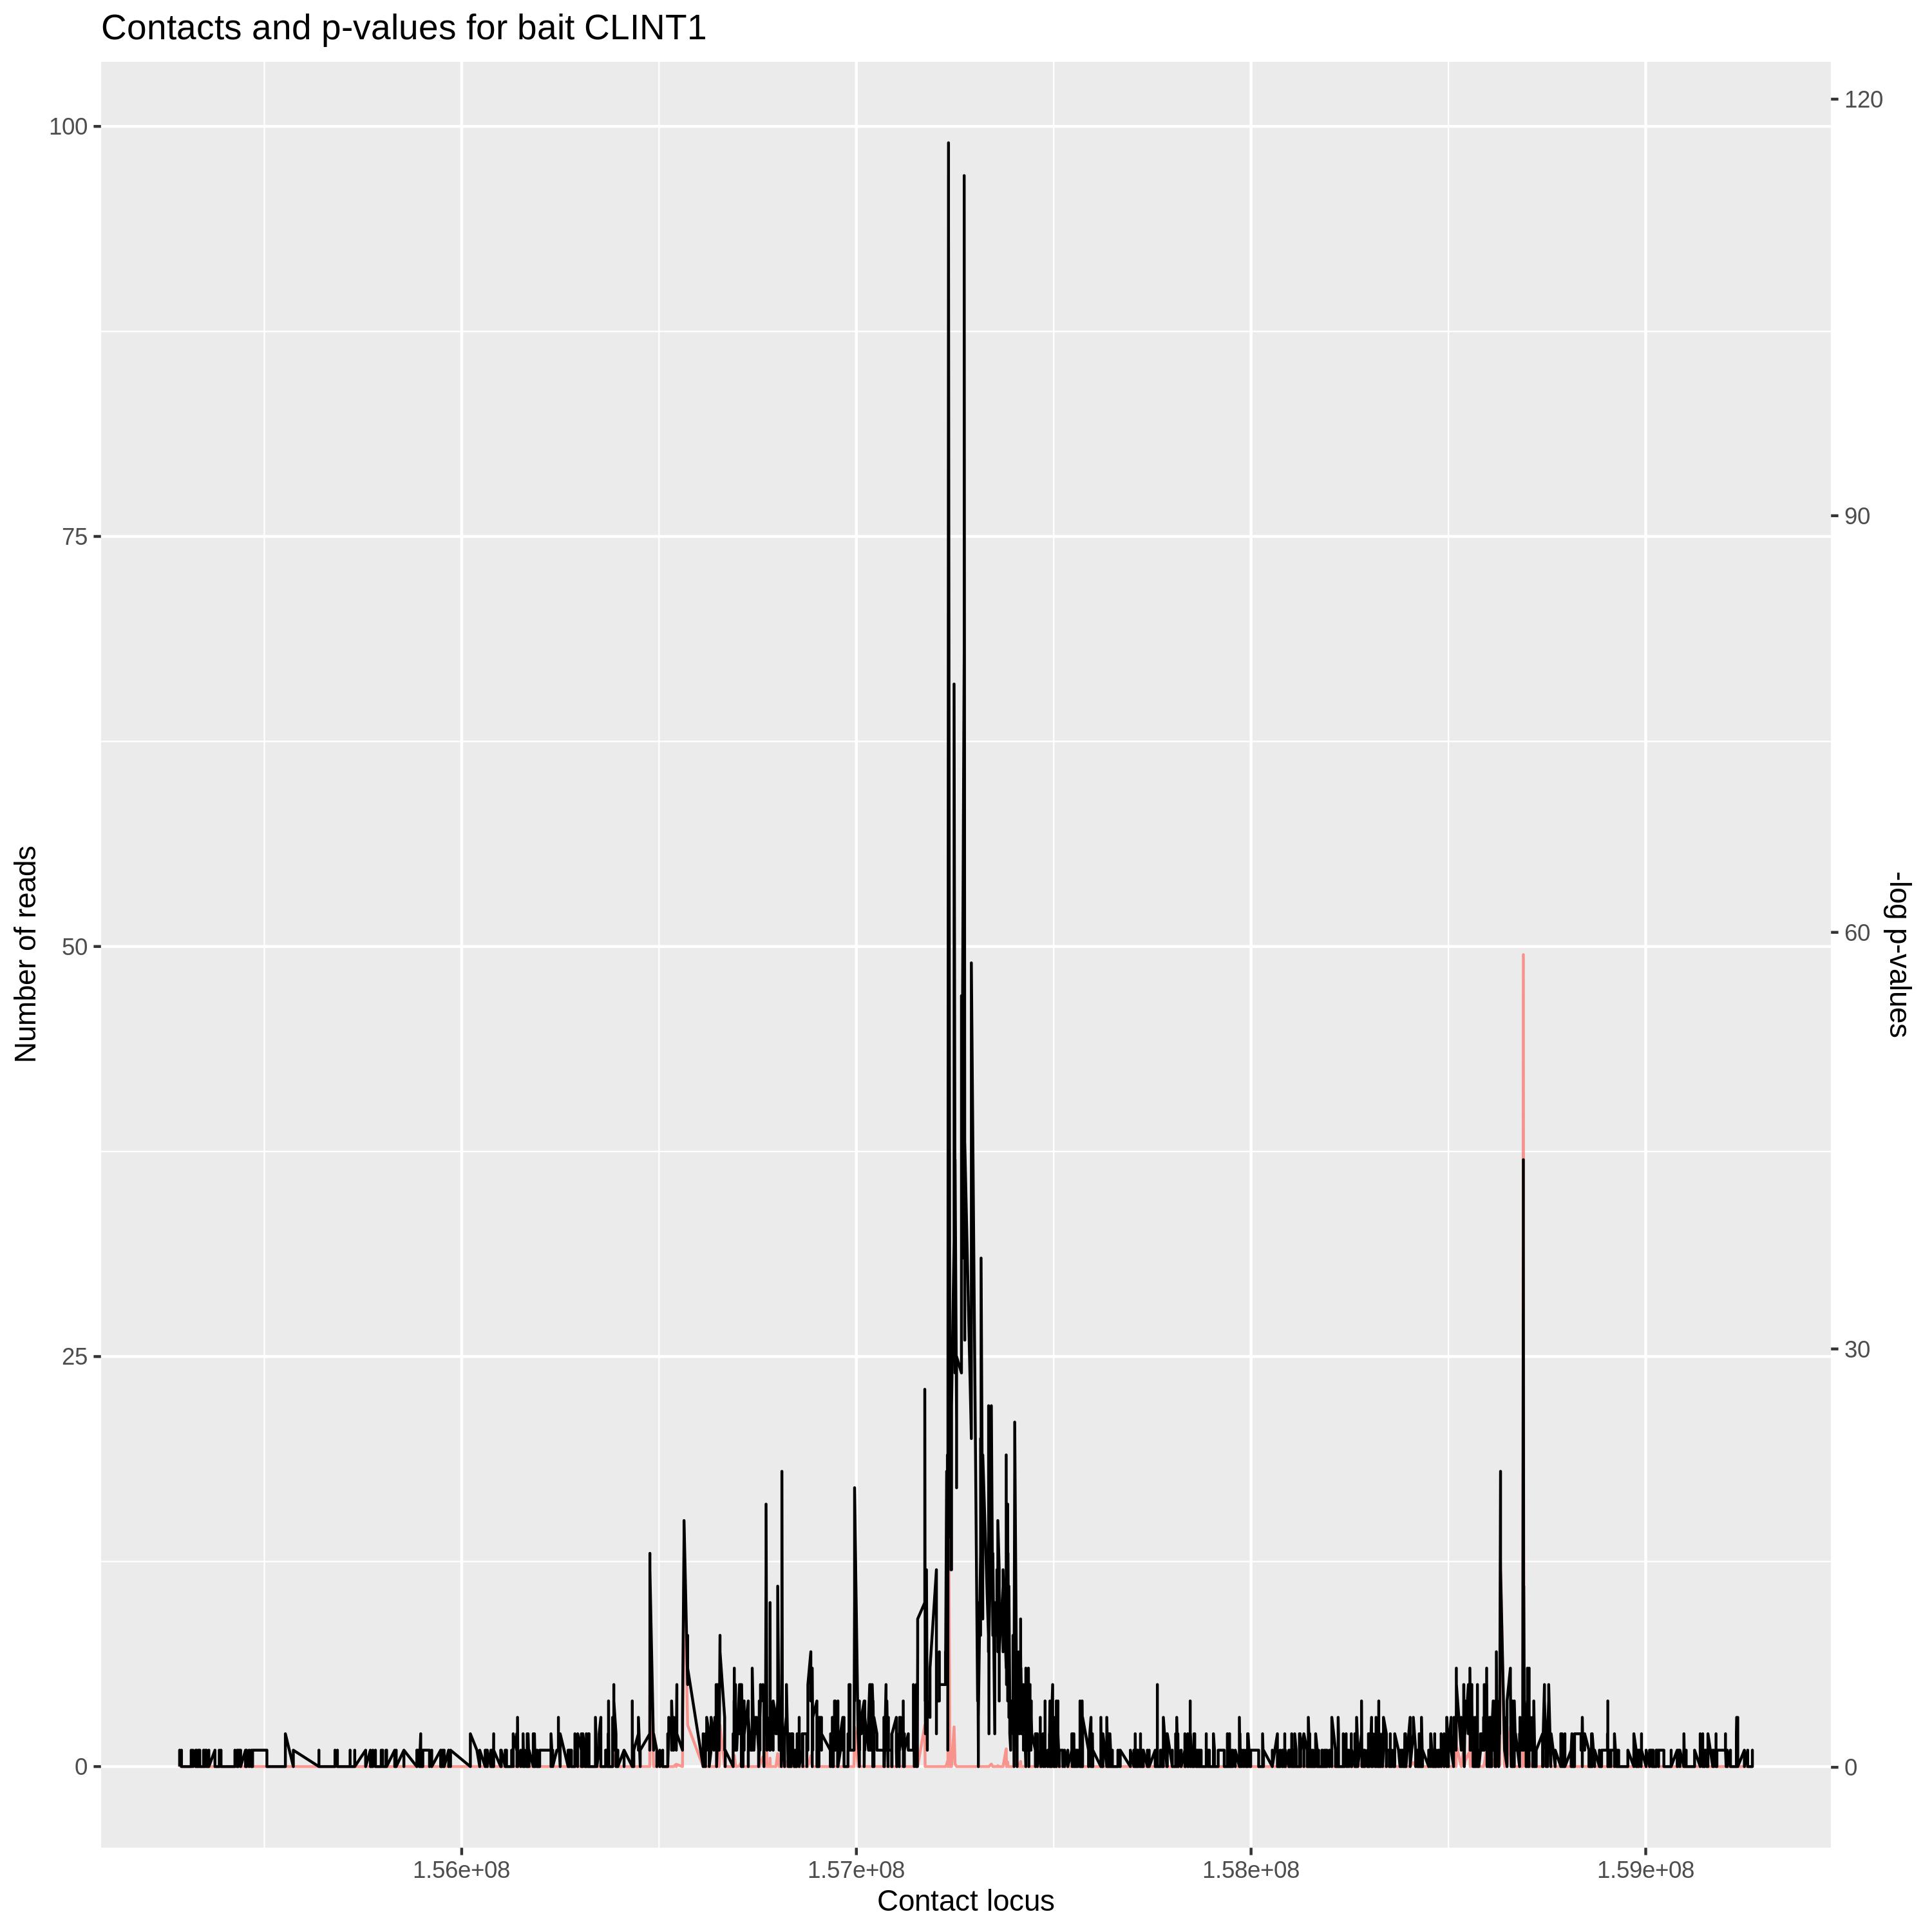 Contacts and p-values for bait CLINT1
100
75
50
25
0
Number of reads
120
90
60
30
0
-log p-values
1.56e+08
1.57e+08
1.58e+08
1.59e+08
Contact locus